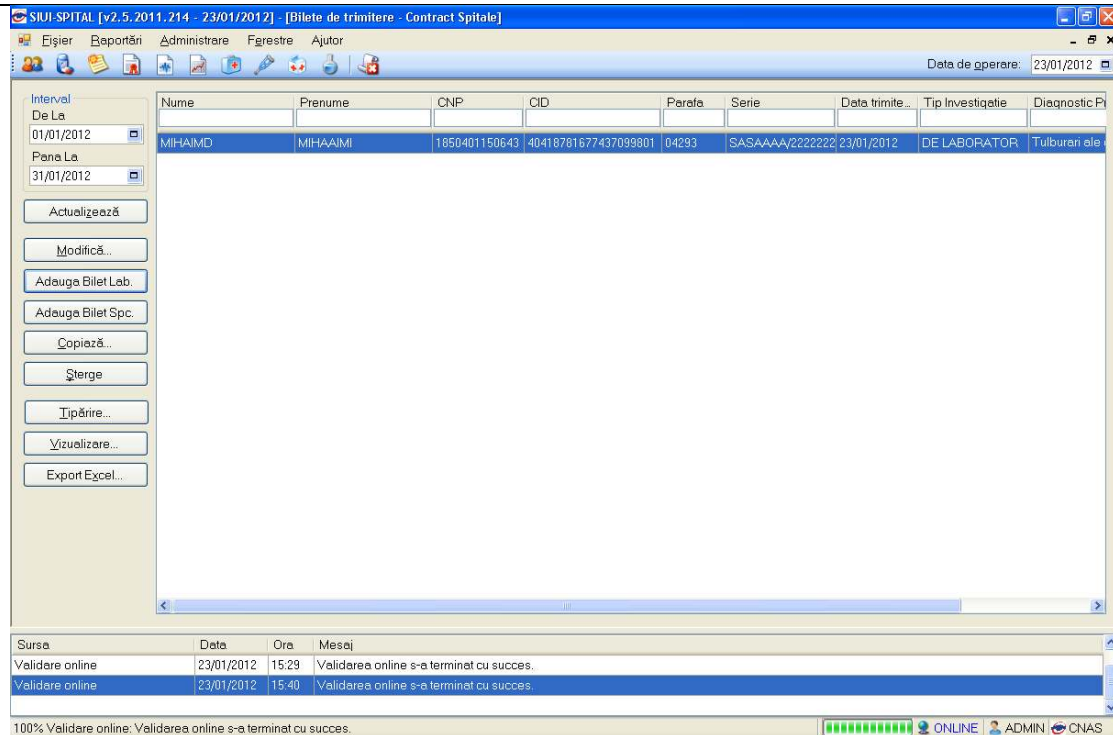 SIUI-SPITAL [v2.5.2011.214 - 23/01/2012] - [Bilete de trimitere - Contract Spitale]
Fişier Raportări Administrare Ferestre Ajutor
Data de operare: 23/01/2012
Interval
De La
01/01/2012
Pana La
31/01/2012
Actualizează
Modifică...
Adauga Bilet Lab.
Adauga Bilet Spc.
Copiază...
Şterge
Tipărire...
Vizualizare...
Export Excel...
Nume Prenume CNP CID Parafa Serie Data trimite... Tip Investigatie Diagnostic Pr
MIHAIMD MIHAAIMI 1850401150643 40418781677437099801 04293 SASAAAA/2222222 23/01/2012 DE LABORATOR Tulburari ale
Sursa Data Ora Mesaj
Validare online 23/01/2012 15:29 Validarea online s-a terminat cu succes.
Validare online 23/01/2012 15:40 Validarea online s-a terminat cu succes.
100% Validare online: Validarea online s-a terminat cu succes. ONLINE ADMIN CNAS